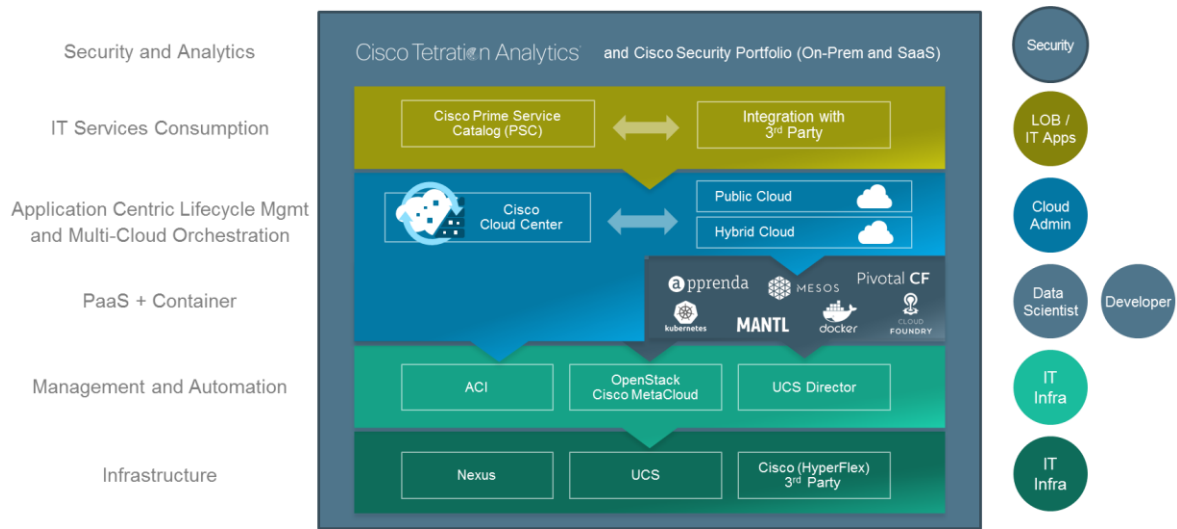 Security and Analytics
Cisco Tetration Analytics and Cisco Security Portfolio (On-Prem and SaaS)
Security
IT Services Consumption
Cisco Prime Service
Catalog (PSC)
Integration with
3rd Party
LOB /
IT Apps
Application Centric Lifecycle Mgmt
and Multi-Cloud Orchestration
Cisco
Cloud Center
Public Cloud
Hybrid Cloud
Cloud
Admin
PaaS + Container
apprenda
MESOS
Pivotal CF
kubernetes
MANTL
docker
CLOUD
FOUNDRY
Data
Scientist
Developer
Management and Automation
ACI
OpenStack
Cisco MetaCloud
UCS Director
IT
Infra
Infrastructure
Nexus
UCS
Cisco (HyperFlex)
3rd Party
IT
Infra